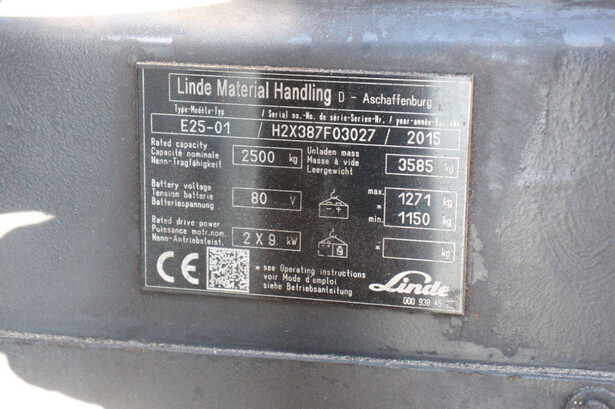 Linde Material Handling D - Aschaffenburg
Type-Modèle-Typ / Serial no.-No. de série-Serien-Nr. / year-année-Baujahr
E25-01 / H2X387F03027 / 2015
Rated capacity
Capacité nominale
Nenn-Tragfähigkeit
2500 kg
Unladen mass
Masse à vide
Leergewicht
3585 kg
Battery voltage
Tension batterie
Batteriespannung
80 V
max. 1271 kg
min. 1150 kg
Rated drive power
Puissance motr.nom.
Nenn-Antriebsleist.
2 X 9 kW
* kg
CE
* see Operating instructions
voir Mode d'emploi
siehe Betriebsanleitung
Linde
000 938